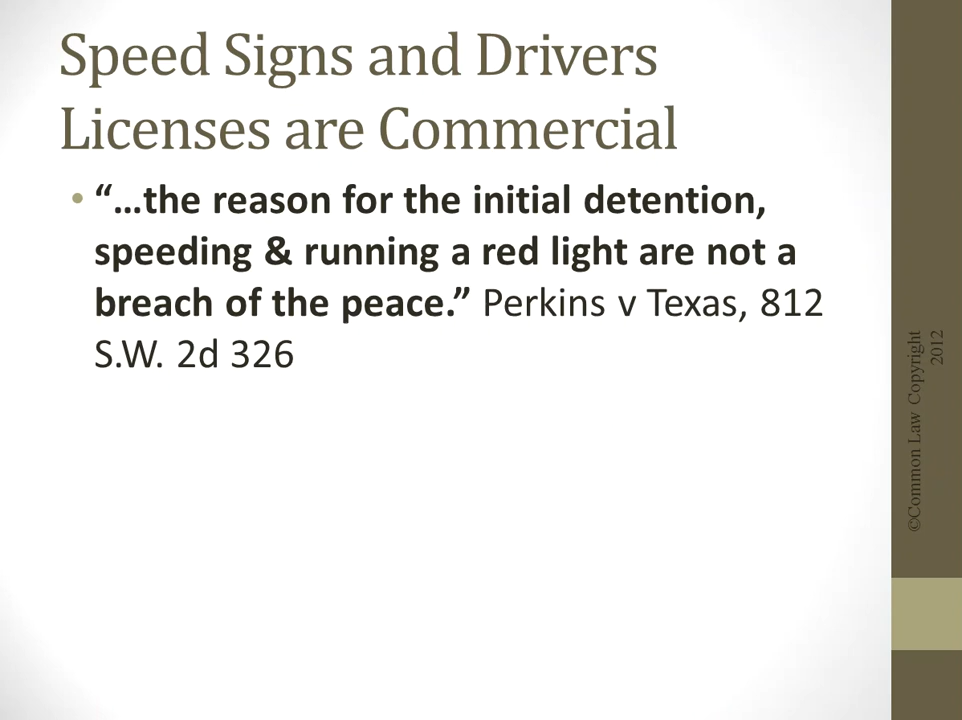 Speed Signs and Drivers
Licenses are Commercial
• “…the reason for the initial detention,
speeding & running a red light are not a
breach of the peace.” Perkins v Texas, 812
S.W. 2d 326
©Common Law Copyright
2012